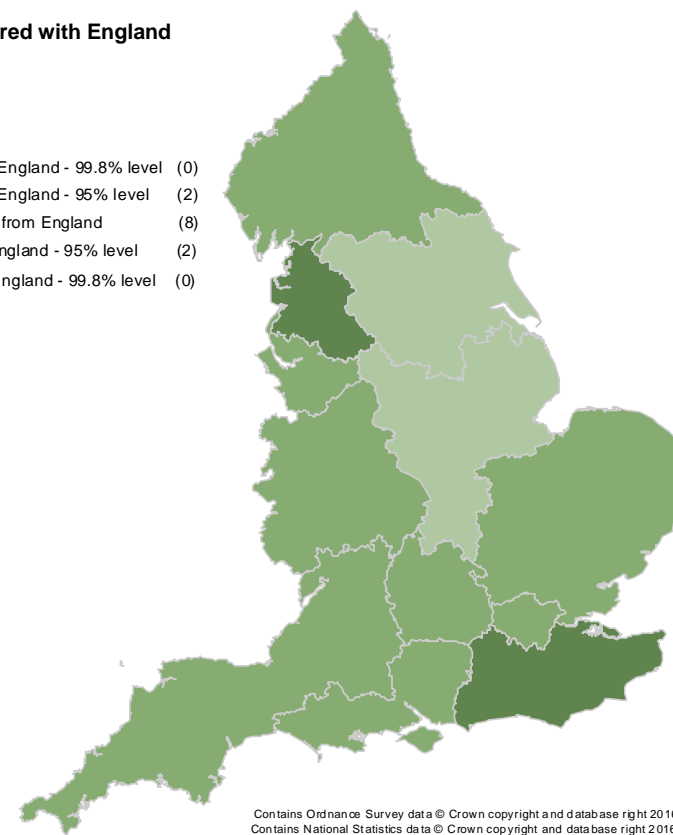 red with England
England - 99.8% level (0)
England - 95% level (2)
from England (8)
ngland - 95% level (2)
ngland - 99.8% level (0)
Contains Ordnance Survey data © Crown copyright and database right 2016
Contains National Statistics data © Crown copyright and database right 2016